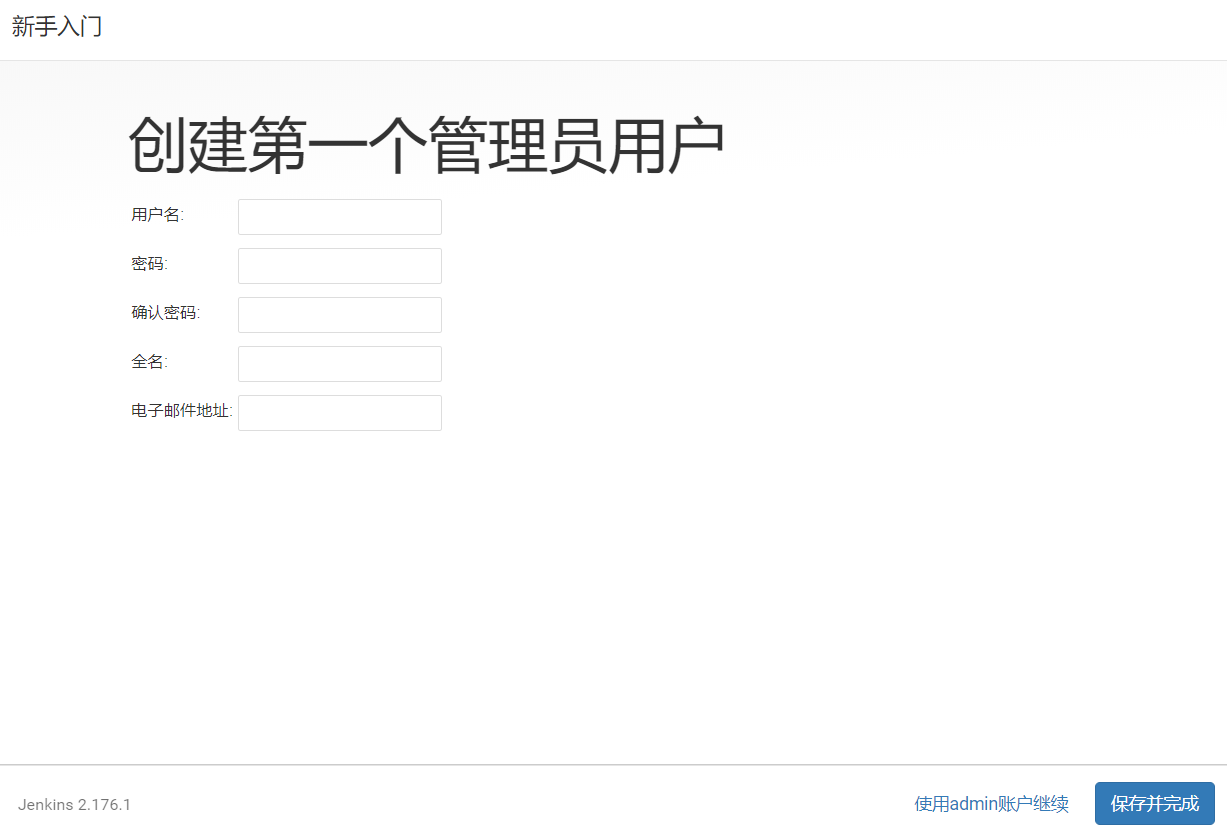 新手入门
创建第一个管理员用户
用户名:
密码:
确认密码:
全名:
电子邮件地址:
Jenkins 2.176.1
使用admin账户继续
保存并完成